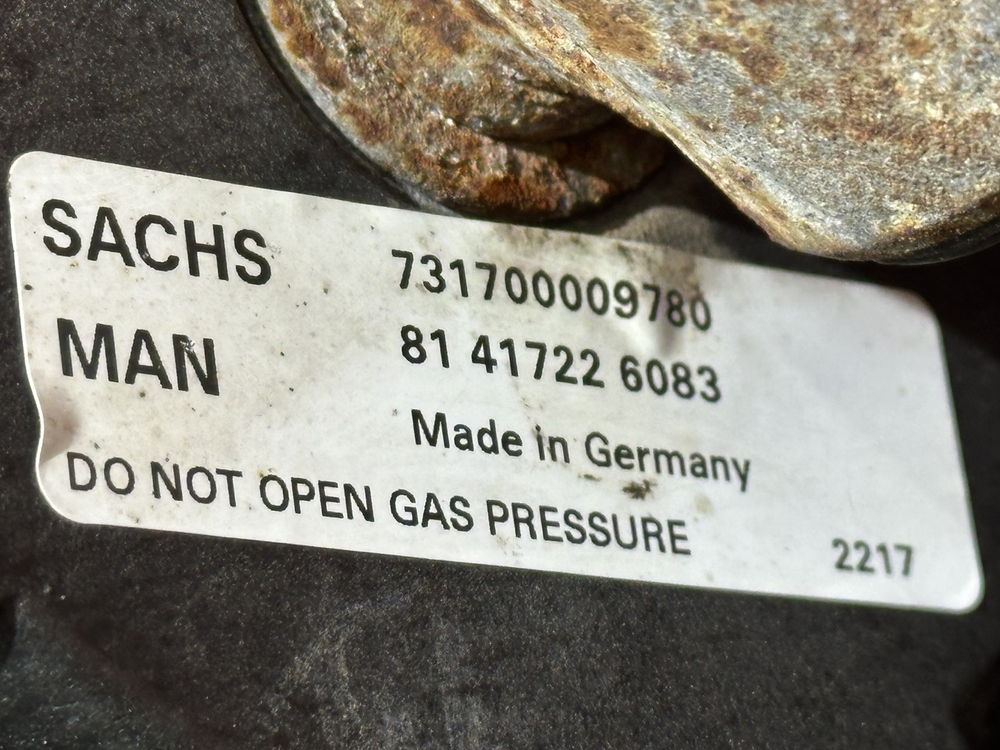 SACHS 731700009780
MAN 81 41722 6083
Made in Germany
DO NOT OPEN GAS PRESSURE 2217